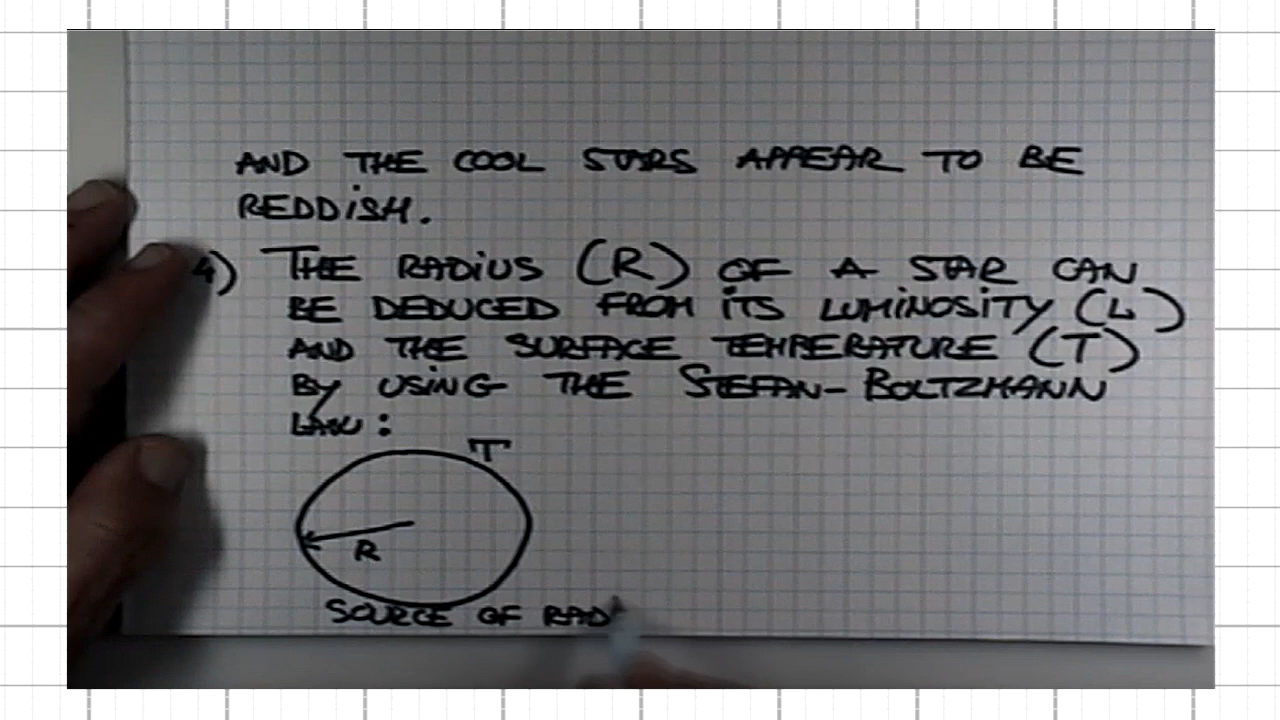 AND THE COOL STARS APPEAR TO BE
REDDiSH.
4) THE RADiUS (R) OF A STAR CAN
BE DEDUCED FROM iTS LUMiNOSiTY (L)
AND THE SURFACE TEMPERATURE (T)
By USiNG THE STEFAN-BOLTZMANN
LAW:
T
R
SOURCE OF RAD